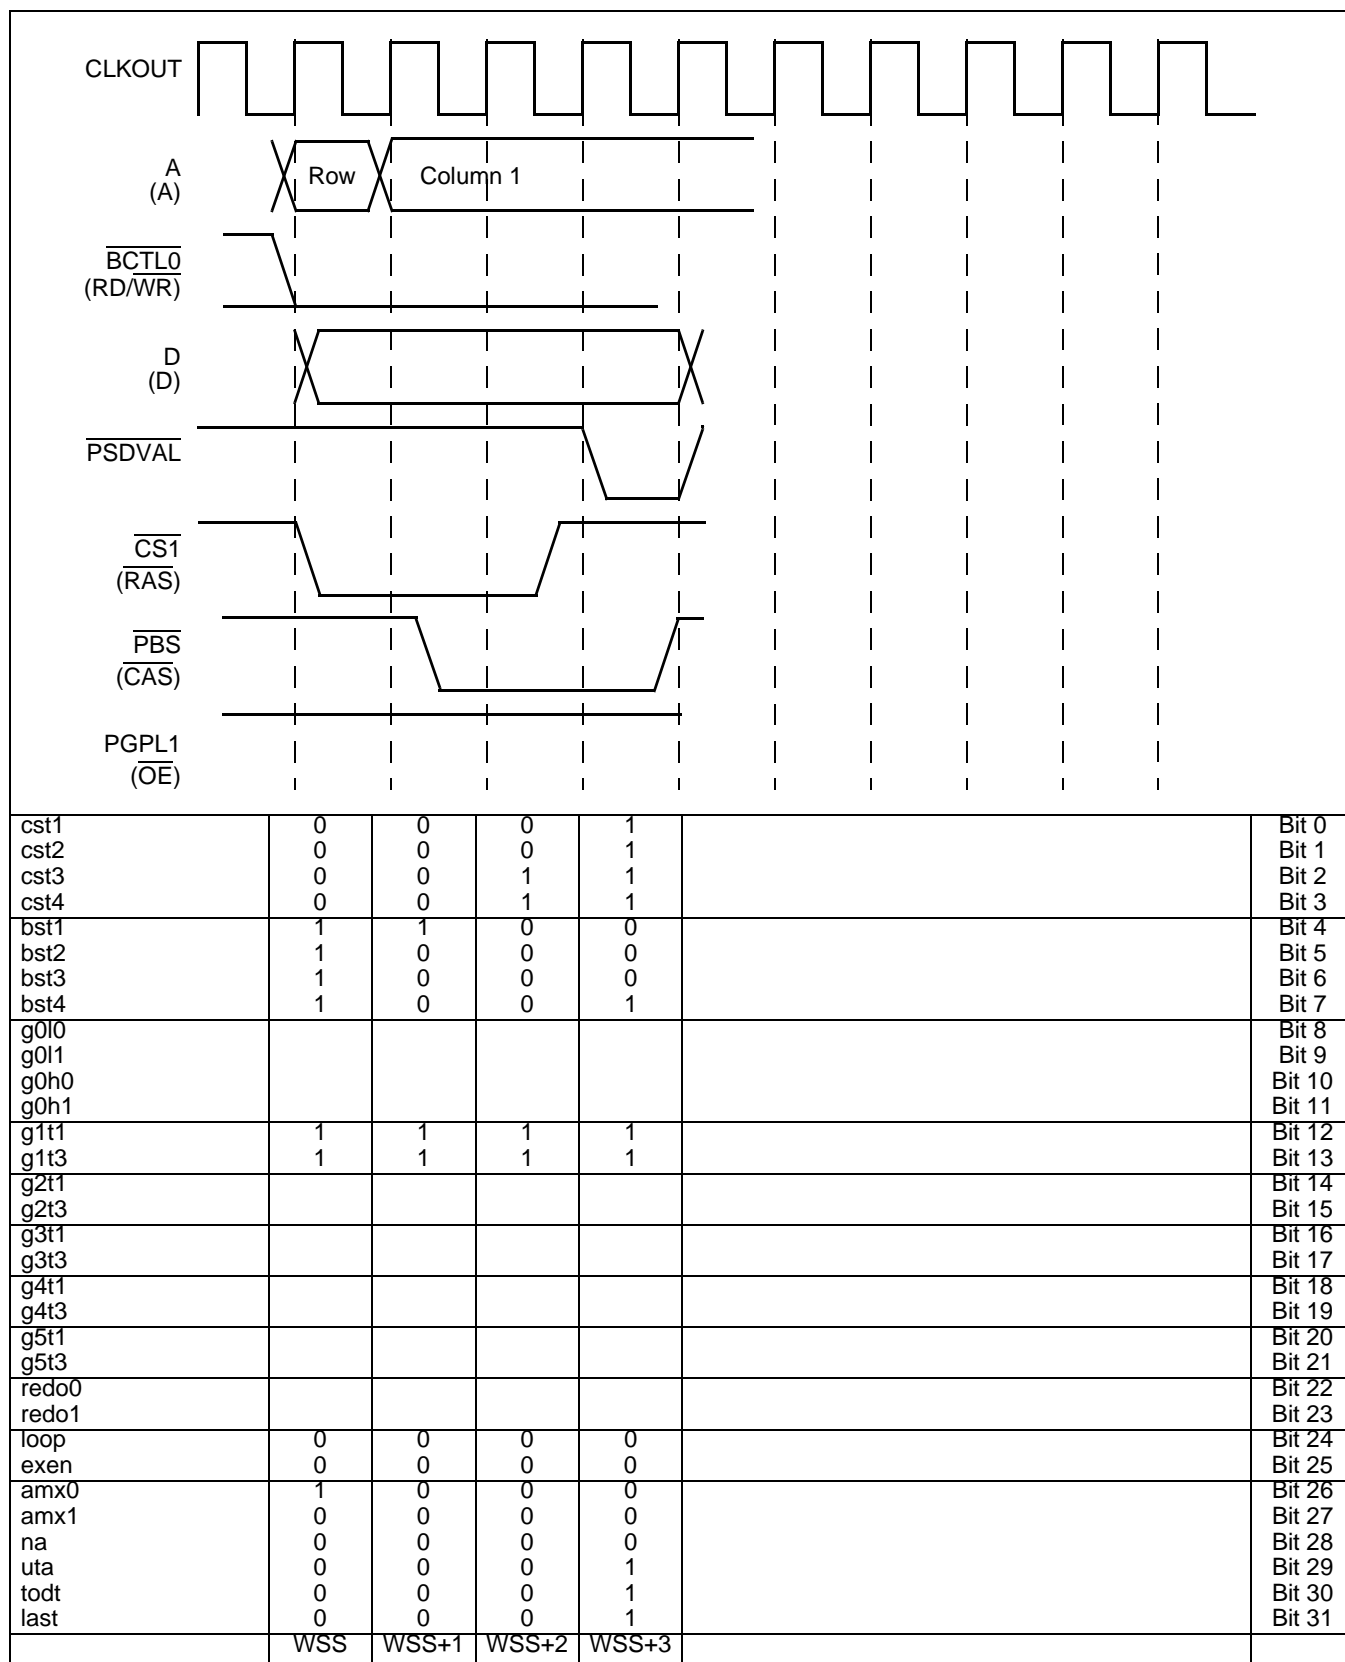 CLKOUT
A
(A)
Row Column 1
BCTL0
(RD/WR)
D
(D)
PSDVAL
CS1
(RAS)
PBS
(CAS)
PGPL1
(OE)
cst1 0 0 0 1 Bit 0
cst2 0 0 0 1 Bit 1
cst3 0 0 1 1 Bit 2
cst4 0 0 1 1 Bit 3
bst1 1 1 0 0 Bit 4
bst2 1 0 0 0 Bit 5
bst3 1 0 0 0 Bit 6
bst4 1 0 0 1 Bit 7
g0l0 Bit 8
g0l1 Bit 9
g0h0 Bit 10
g0h1 Bit 11
g1t1 1 1 1 1 Bit 12
g1t3 1 1 1 1 Bit 13
g2t1 Bit 14
g2t3 Bit 15
g3t1 Bit 16
g3t3 Bit 17
g4t1 Bit 18
g4t3 Bit 19
g5t1 Bit 20
g5t3 Bit 21
redo0 Bit 22
redo1 Bit 23
loop 0 0 0 0 Bit 24
exen 0 0 0 0 Bit 25
amx0 1 0 0 0 Bit 26
amx1 0 0 0 0 Bit 27
na 0 0 0 0 Bit 28
uta 0 0 0 1 Bit 29
todt 0 0 0 1 Bit 30
last 0 0 0 1 Bit 31
WSS WSS+1 WSS+2 WSS+3